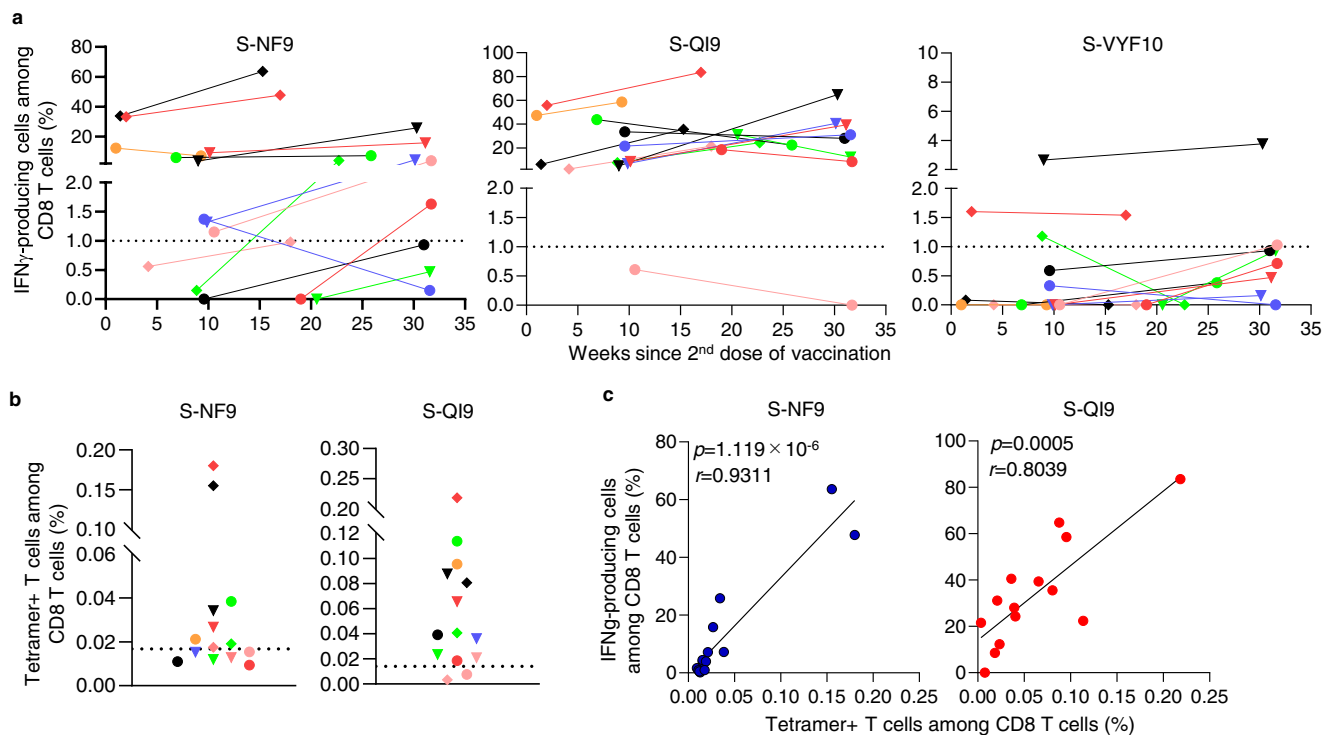 a
S-NF9
S-QI9
S-VYF10
IFNγ-producing cells among
CD8 T cells (%)
80
60
40
20
2.0
1.5
1.0
0.5
0.0
0 5 10 15 20 25 30 35
100
80
60
40
20
2.0
1.5
1.0
0.5
0.0
0 5 10 15 20 25 30 35
10
8
6
4
2
2.0
1.5
1.0
0.5
0.0
0 5 10 15 20 25 30 35
Weeks since 2nd dose of vaccination
b
S-NF9
S-QI9
Tetramer+ T cells among
CD8 T cells (%)
0.20
0.15
0.10
0.06
0.04
0.02
0.00
0.30
0.25
0.20
0.12
0.10
0.08
0.06
0.04
0.02
0.00
c
S-NF9
S-QI9
IFNg-producing cells
among CD8 T cells (%)
p=1.119 × 10-6
r=0.9311
80
60
40
20
0
0.00 0.05 0.10 0.15 0.20 0.25
p=0.0005
r=0.8039
100
80
60
40
20
0
0.00 0.05 0.10 0.15 0.20 0.25
Tetramer+ T cells among CD8 T cells (%)